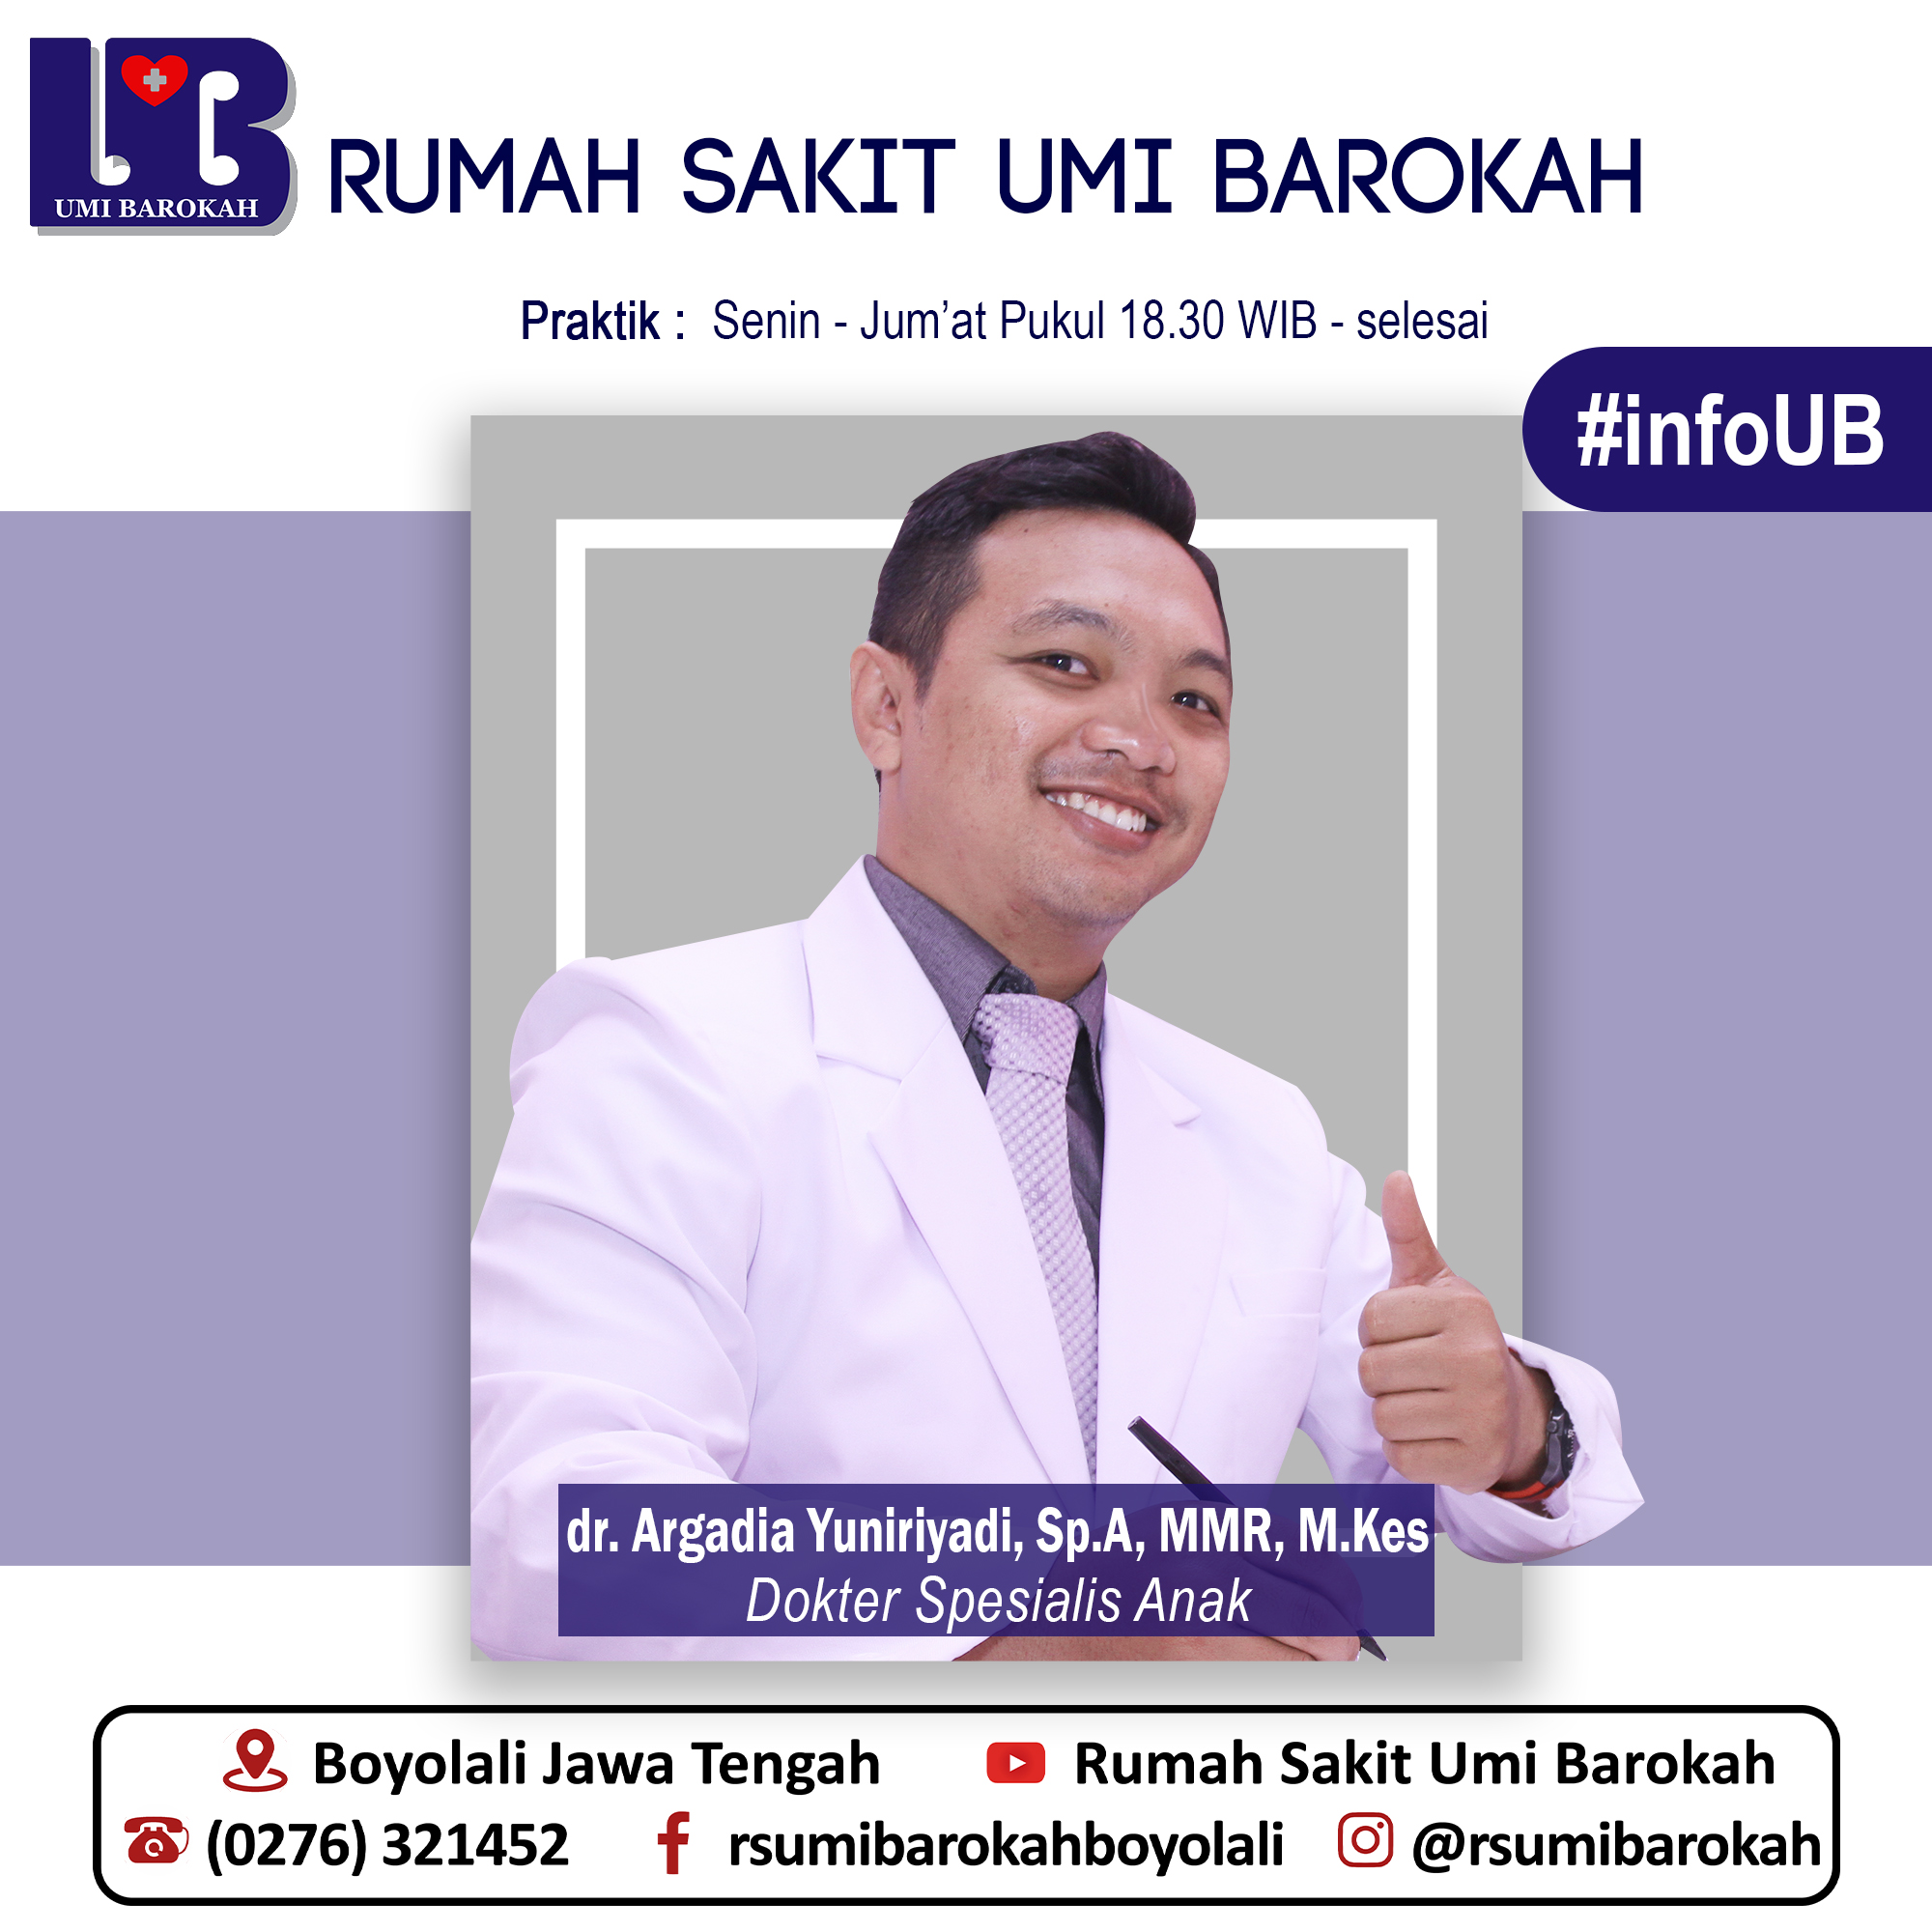 UMI BAROKAH
RUMAH SAKIT UMI BAROKAH
Praktik : Senin - Jum’at Pukul 18.30 WIB - selesai
#infoUB
dr. Argadia Yuniriyadi, Sp.A, MMR, M.Kes
Dokter Spesialis Anak
Boyolali Jawa Tengah
Rumah Sakit Umi Barokah
(0276) 321452
rsumibarokahboyolali
@rsumibarokah